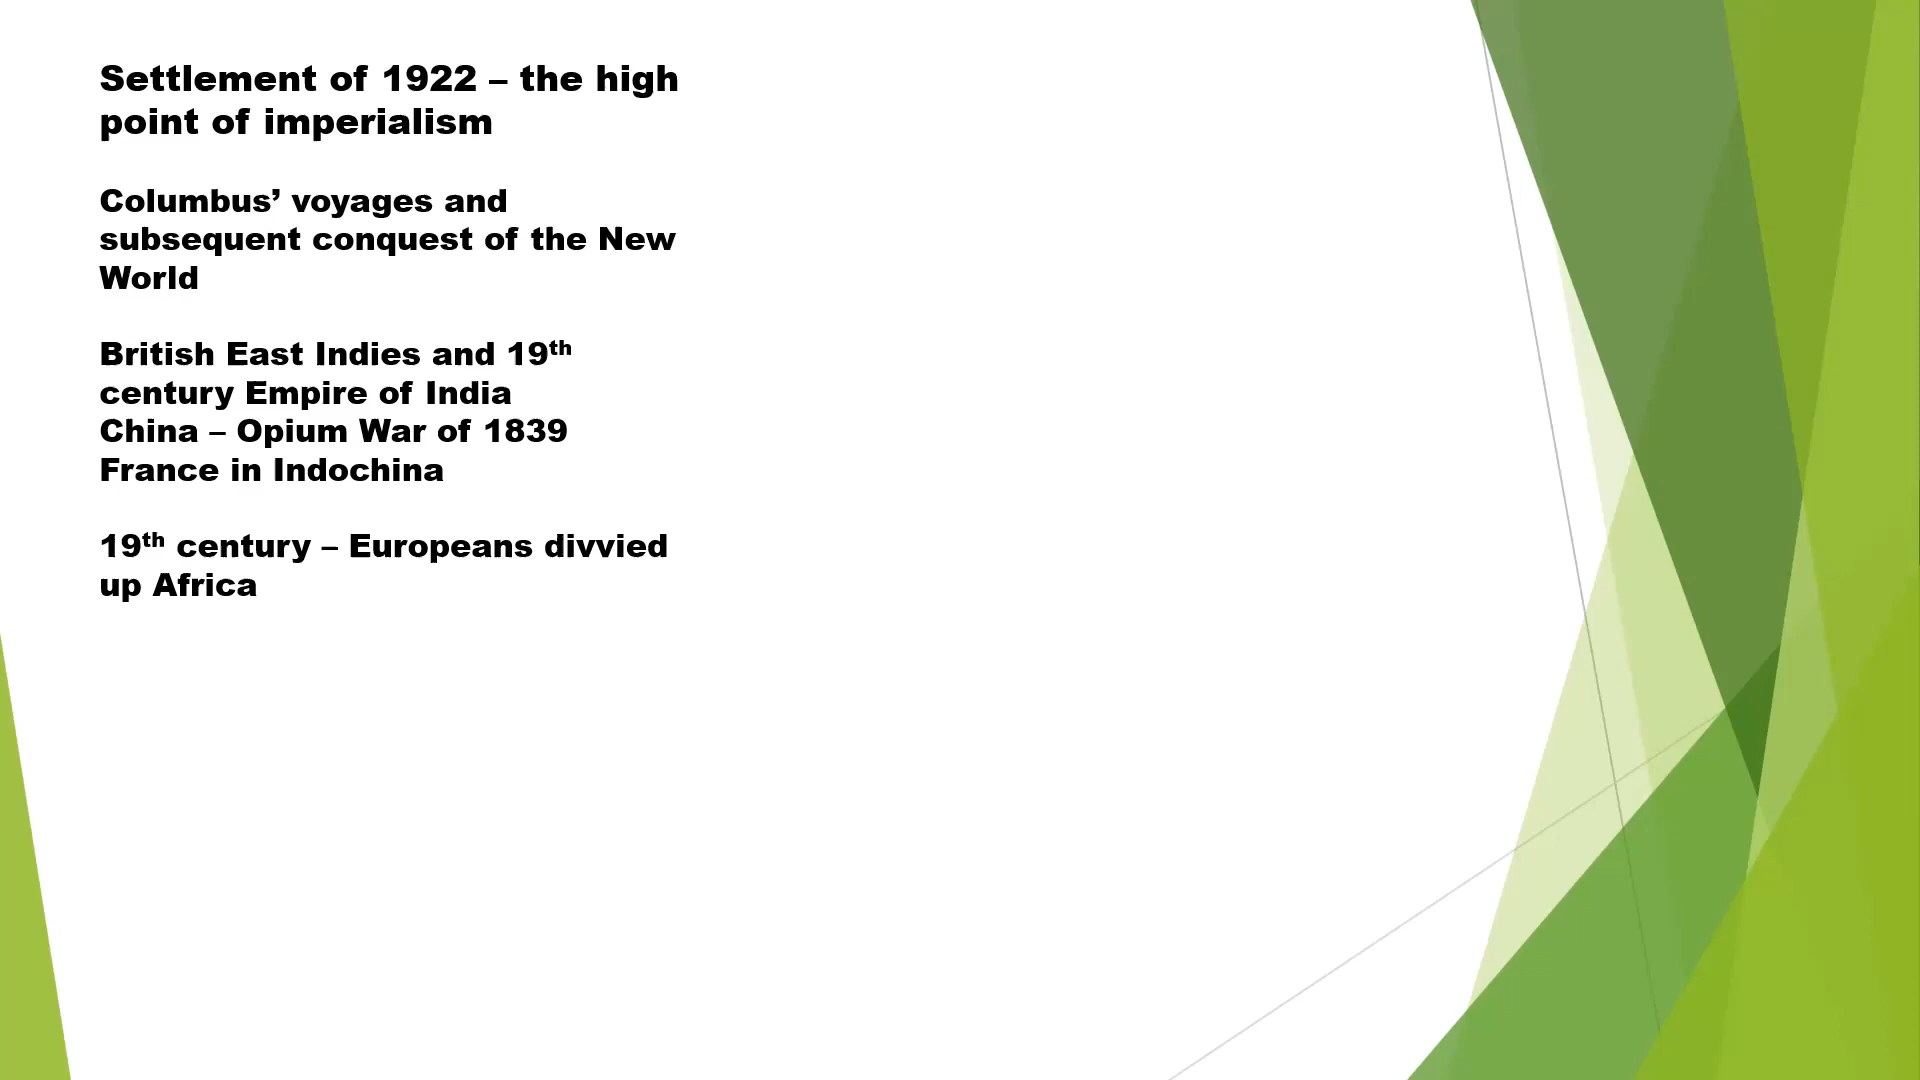 Settlement of 1922 – the high
point of imperialism
Columbus’ voyages and
subsequent conquest of the New
World
British East Indies and 19th
century Empire of India
China – Opium War of 1839
France in Indochina
19th century – Europeans divvied
up Africa